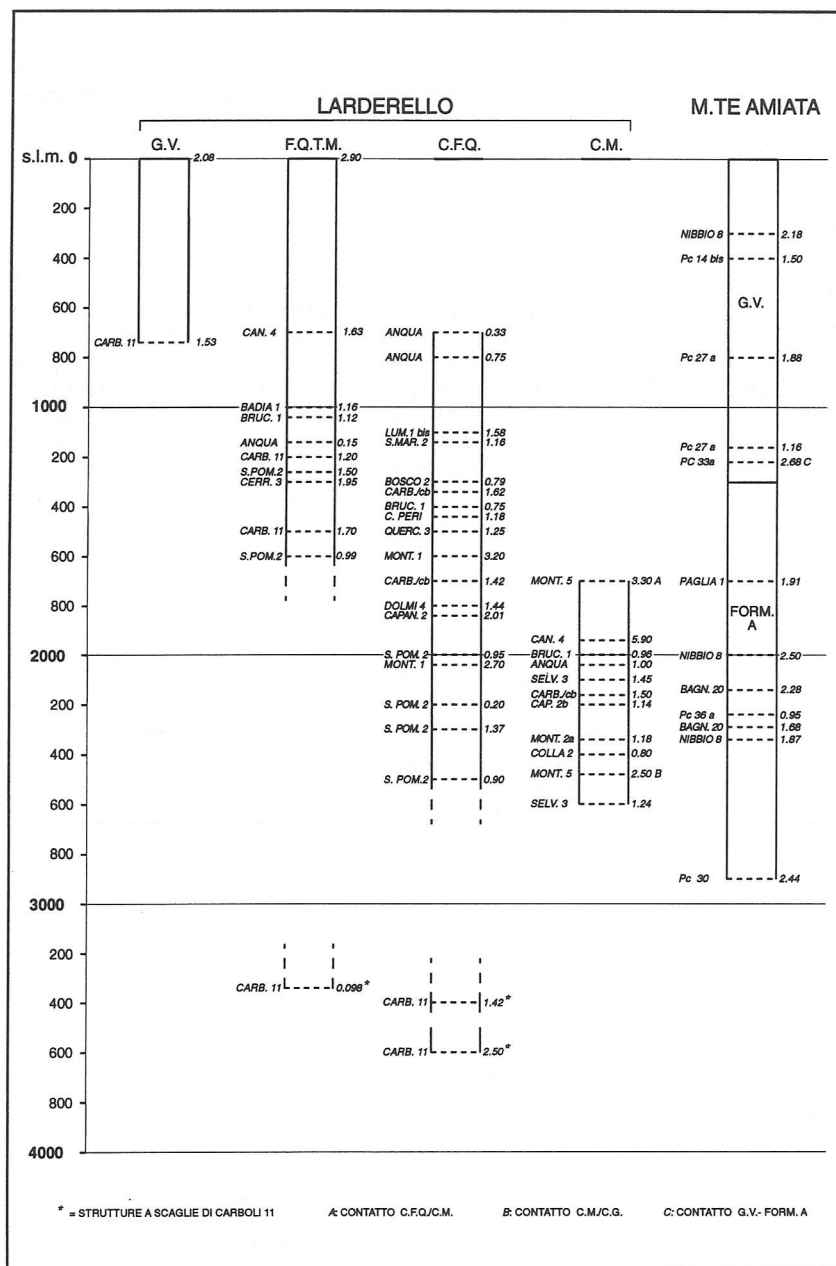 LARDERELLO M.TE AMIATA
G.V. F.Q.T.M. C.F.Q. C.M.
s.l.m. 0 2.08 2.90
200
NIBBIO 8 2.18
400 Pc 14 bis 1.50
600 G.V.
CAN. 4 1.63 ANQUA 0.33
CARB. 11 1.53
800 ANQUA 0.75 Pc 27 a 1.88
1000 BADIA 1 1.16
BRUC. 1 1.12
LUM.1 bis 1.58
ANQUA 0.15 S.MAR. 2 1.16 Pc 27 a 1.16
200 CARB. 11 1.20 PC 33a 2.68 C
S.POM.2 1.50
CERR. 3 1.95 BOSCO 2 0.79
CARB./cb 1.62
400 BRUC. 1 0.75
C. PERI 1.18
CARB. 11 1.70 QUERC. 3 1.25
600 S.POM.2 0.99 MONT. 1 3.20
CARB./cb 1.42 MONT. 5 3.30 A PAGLIA 1 1.91
800 DOLMI 4 1.44 FORM. A
CAPAN. 2 2.01
CAN. 4 5.90
2000 S. POM. 2 0.95 BRUC. 1 0.96 NIBBIO 8 2.50
MONT. 1 2.70 ANQUA 1.00
SELV. 3 1.45 BAGN. 20 2.28
CARB./cb 1.50
200 S. POM. 2 0.20 CAP. 2b 1.14
Pc 36 a 0.95
S. POM. 2 1.37 BAGN. 20 1.68
MONT. 2a 1.18 NIBBIO 8 1.87
400 COLLA 2 0.80
S. POM.2 0.90 MONT. 5 2.50 B
600 SELV. 3 1.24
800
Pc 30 2.44
3000
200
CARB. 11 0.098 *
400 CARB. 11 1.42 *
600 CARB. 11 2.50 *
800
4000
* = STRUTTURE A SCAGLIE DI CARBOLI 11 A: CONTATTO C.F.Q./C.M. B: CONTATTO C.M./C.G. C: CONTATTO G.V.- FORM. A